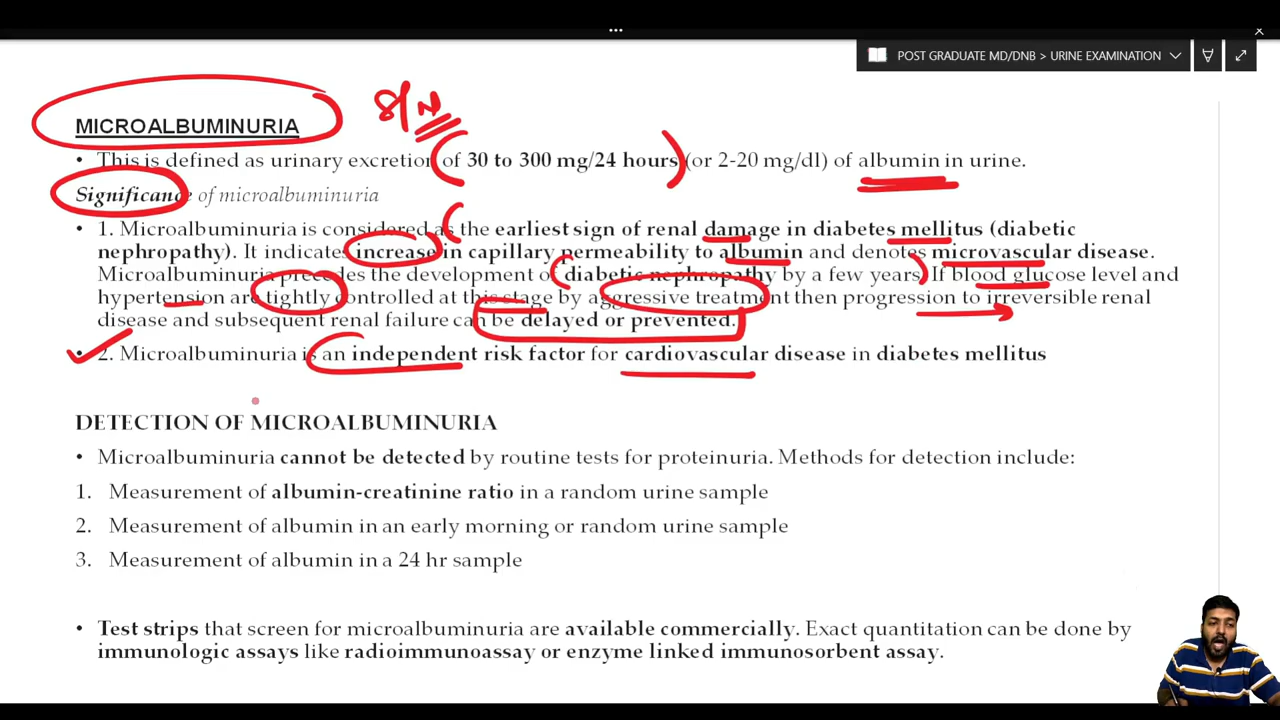 POST GRADUATE MD/DNB > URINE EXAMINATION
S/N
MICROALBUMINURIA
• This is defined as urinary excretion of 30 to 300 mg/24 hours (or 2-20 mg/dl) of albumin in urine.
Significance of microalbuminuria
• 1. Microalbuminuria is considered as the earliest sign of renal damage in diabetes mellitus (diabetic
nephropathy). It indicates increase in capillary permeability to albumin and denotes microvascular disease.
Microalbuminuria precedes the development of diabetic nephropathy by a few years. If blood glucose level and
hypertension are tightly controlled at this stage by aggressive treatment then progression to irreversible renal
disease and subsequent renal failure can be delayed or prevented.
• 2. Microalbuminuria is an independent risk factor for cardiovascular disease in diabetes mellitus
DETECTION OF MICROALBUMINURIA
• Microalbuminuria cannot be detected by routine tests for proteinuria. Methods for detection include:
1. Measurement of albumin-creatinine ratio in a random urine sample
2. Measurement of albumin in an early morning or random urine sample
3. Measurement of albumin in a 24 hr sample
• Test strips that screen for microalbuminuria are available commercially. Exact quantitation can be done by
immunologic assays like radioimmunoassay or enzyme linked immunosorbent assay.